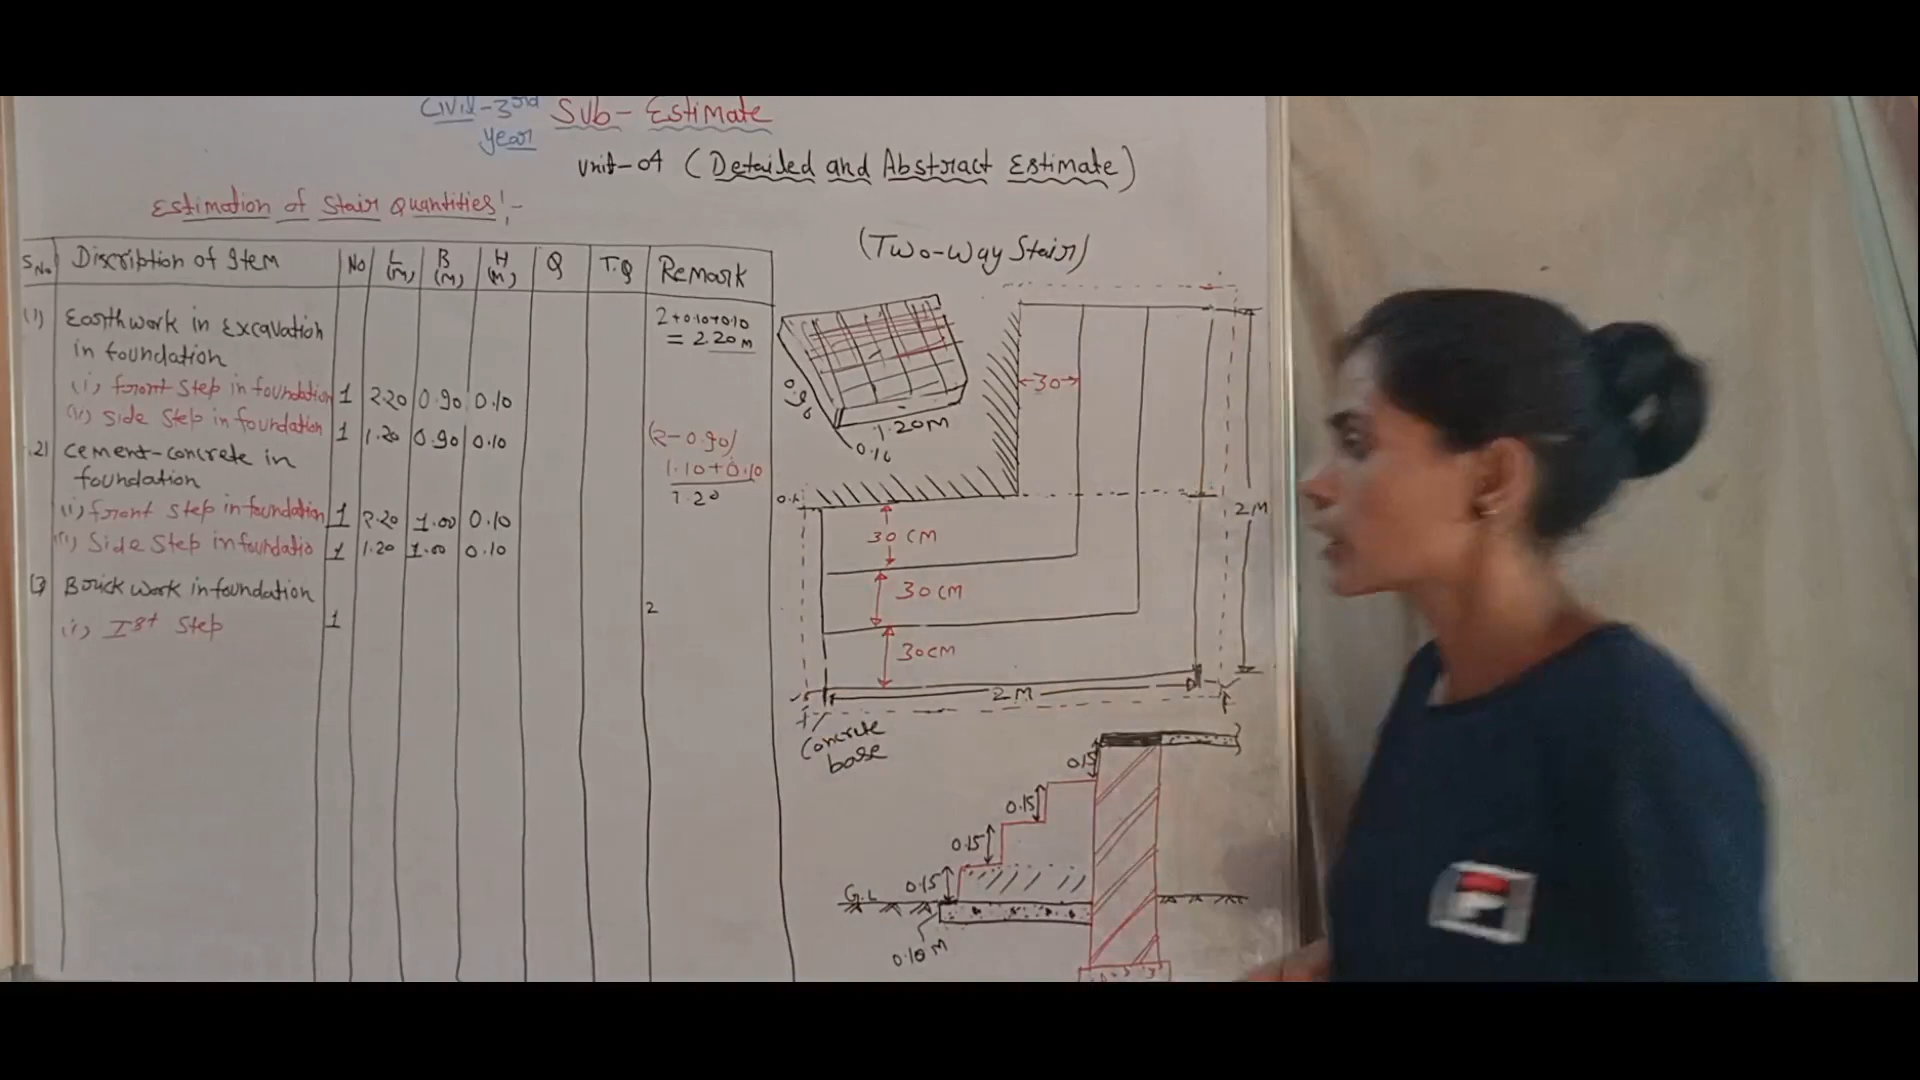 Civil-3rd Sub-Estimate
year
Unit-04 (Detailed and Abstract Estimate)
Estimation of Stair Quantities:-
S.No Discription of Item No L (m) B (m) H (m) Q T.Q Remark
(1) Earthwork in Excavation in foundation 2+0.10+0.10 = 2.20 m
(i) front Step in foundation 1 2.20 0.90 0.10
(ii) Side Step in foundation 1 1.20 0.90 0.10 (2-0.90)
2) Cement-concrete in foundation 1.10+0.10
1.20
(i) front Step in foundation 1 2.20 1.00 0.10
(ii) Side Step in foundatio 1 1.20 1.00 0.10
(3) Brick work in foundation
(i) Ist Step 1 2
(Two-Way Stair)
1.20M
0.10
30
30 CM
30 CM
30CM
2M
2M
Concrete
base
0.15
0.15
0.15
G.L 0.15
0.10M